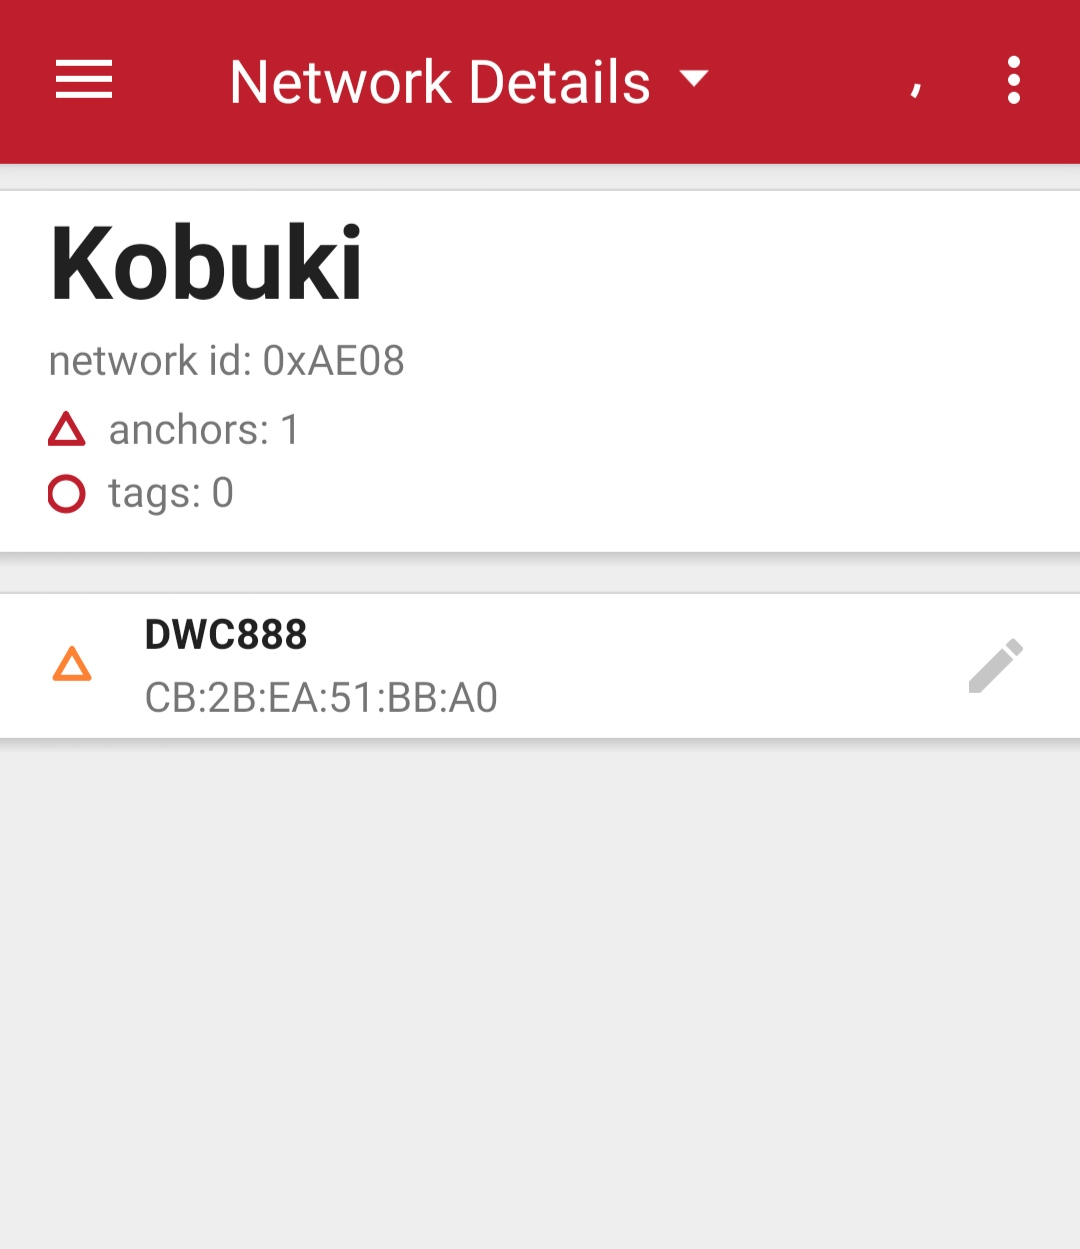 Network Details
Kobuki
network id: 0xAE08
anchors: 1
tags: 0
DWC888
CB:2B:EA:51:BB:A0